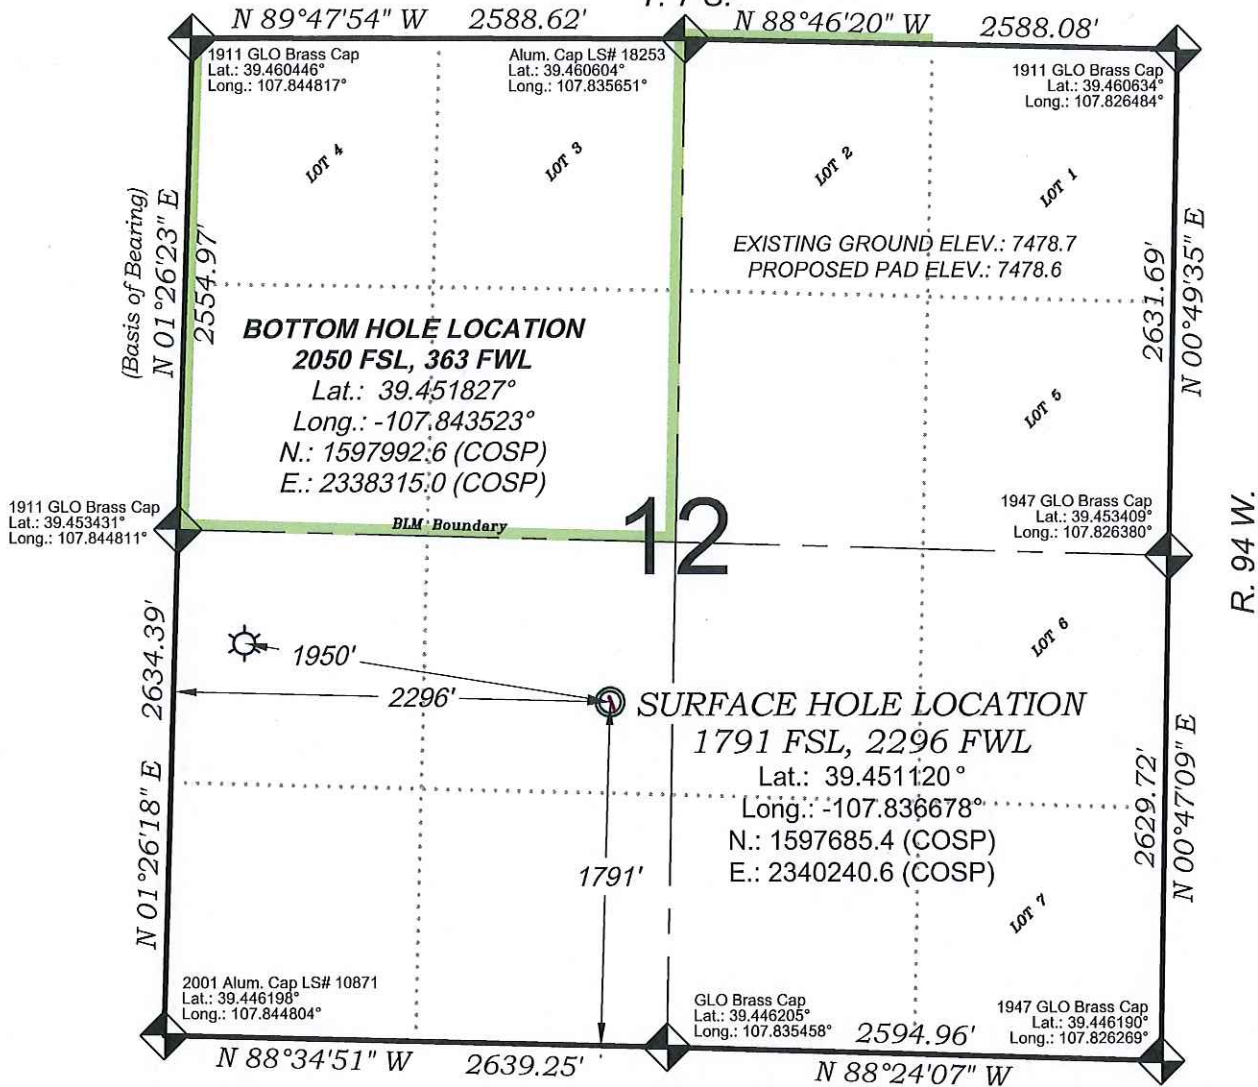 N 89°47'54" W 2588.62'
N 88°46'20" W 2588.08'
1911 GLO Brass Cap
Lat.: 39.460446°
Long.: 107.844817°
Alum. Cap LS# 18253
Lat.: 39.460604°
Long.: 107.835651°
1911 GLO Brass Cap
Lat.: 39.460634°
Long.: 107.826484°
LOT 4
LOT 3
LOT 2
LOT 1
(Basis of Bearing)
N 01°26'23" E
2554.97'
EXISTING GROUND ELEV.: 7478.7
PROPOSED PAD ELEV.: 7478.6
2631.69'
N 00°49'35" E
BOTTOM HOLE LOCATION
2050 FSL, 363 FWL
Lat.: 39.451827°
Long.: -107.843523°
N.: 1597992.6 (COSP)
E.: 2338315.0 (COSP)
LOT 5
1911 GLO Brass Cap
Lat.: 39.453431°
Long.: 107.844811°
BLM Boundary
12
1947 GLO Brass Cap
Lat.: 39.453409°
Long.: 107.826380°
R. 94 W.
LOT 6
1950'
2296'
2634.39'
N 01°26'18" E
SURFACE HOLE LOCATION
1791 FSL, 2296 FWL
Lat.: 39.451120°
Long.: -107.836678°
N.: 1597685.4 (COSP)
E.: 2340240.6 (COSP)
2629.72'
N 00°47'09" E
1791'
LOT 7
2001 Alum. Cap LS# 10871
Lat.: 39.446198°
Long.: 107.844804°
GLO Brass Cap
Lat.: 39.446205°
Long.: 107.835458°
1947 GLO Brass Cap
Lat.: 39.446190°
Long.: 107.826269°
N 88°34'51" W 2639.25'
2594.96'
N 88°24'07" W